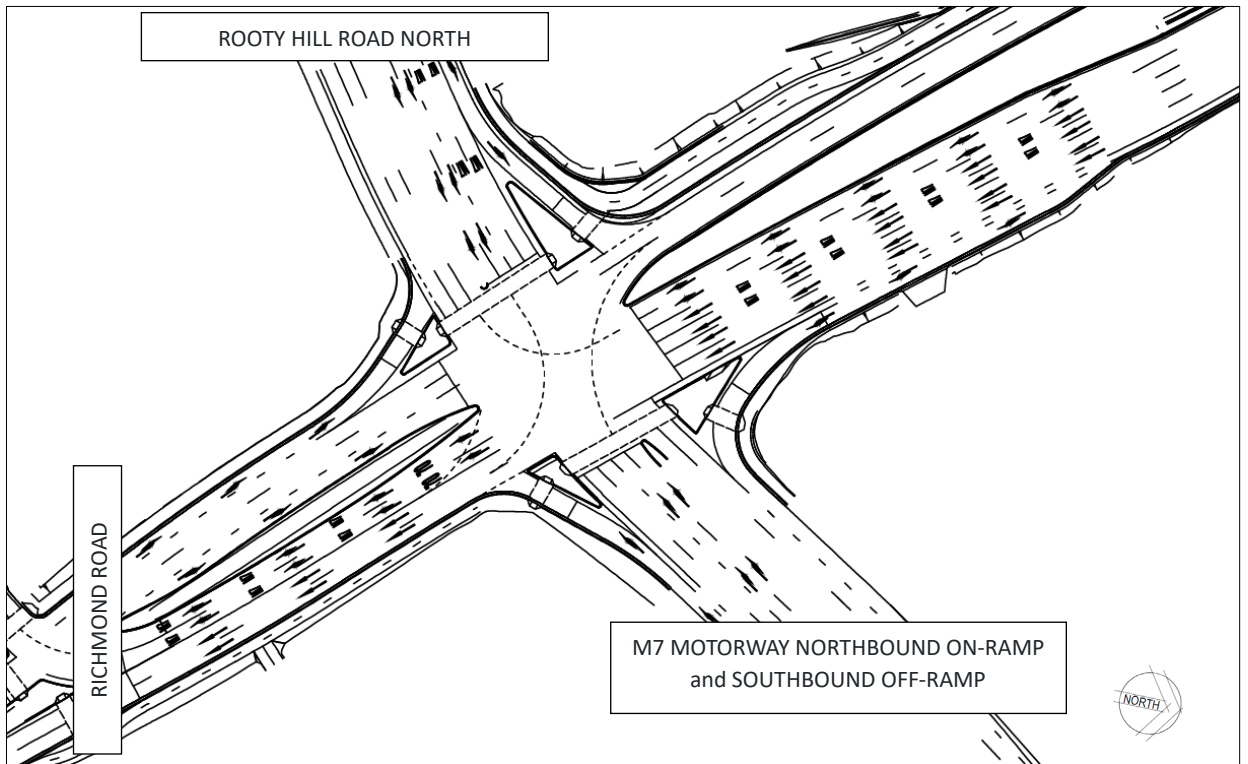 ROOTY HILL ROAD NORTH
RICHMOND ROAD
M7 MOTORWAY NORTHBOUND ON-RAMP
and SOUTHBOUND OFF-RAMP
NORTH